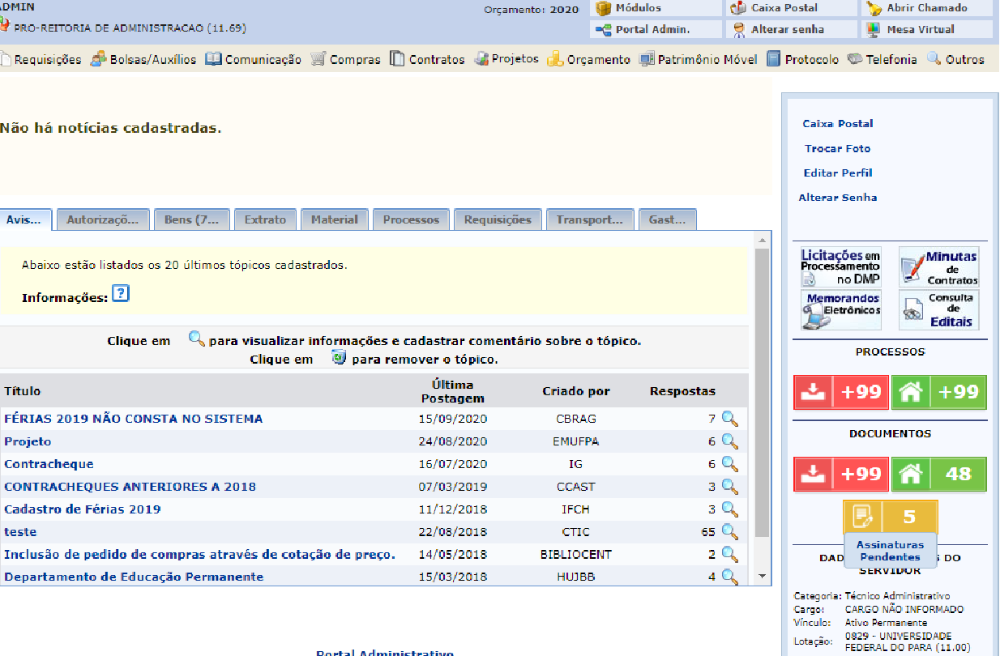 ADMIN
Orçamento: 2020
Módulos
Caixa Postal
Abrir Chamado
PRO-REITORIA DE ADMINISTRACAO (11.69)
Portal Admin.
Alterar senha
Mesa Virtual
Requisições Bolsas/Auxílios Comunicação Compras Contratos Projetos Orçamento Patrimônio Móvel Protocolo Telefonia Outros
Não há notícias cadastradas.
Avis... Autorizaçõ... Bens (7... Extrato Material Processos Requisições Transport... Gast...
Abaixo estão listados os 20 últimos tópicos cadastrados.
Informações: ?
Clique em para visualizar informações e cadastrar comentário sobre o tópico.
Clique em para remover o tópico.
Título Última Postagem Criado por Respostas
FÉRIAS 2019 NÃO CONSTA NO SISTEMA 15/09/2020 CBRAG 7
Projeto 24/08/2020 EMUFPA 6
Contracheque 16/07/2020 IG 6
CONTRACHEQUES ANTERIORES A 2018 07/03/2019 CCAST 3
Cadastro de Férias 2019 11/12/2018 IFCH 3
teste 22/08/2018 CTIC 65
Inclusão de pedido de compras através de cotação de preço. 14/05/2018 BIBLIOCENT 2
Departamento de Educação Permanente 15/03/2018 HUJBB 4
Portal Administrativo
Caixa Postal
Trocar Foto
Editar Perfil
Alterar Senha
Licitações em
Processamento
no DMP
Minutas
de
Contratos
Memorandos
Eletrônicos
Consulta
de
Editais
PROCESSOS
+99 +99
DOCUMENTOS
+99 48
5
Assinaturas
Pendentes
DAD S DO
SERVIDOR
Categoria: Técnico Administrativo
Cargo: CARGO NÃO INFORMADO
Vínculo: Ativo Permanente
Lotação: 0829 - UNIVERSIDADE
FEDERAL DO PARA (11.00)